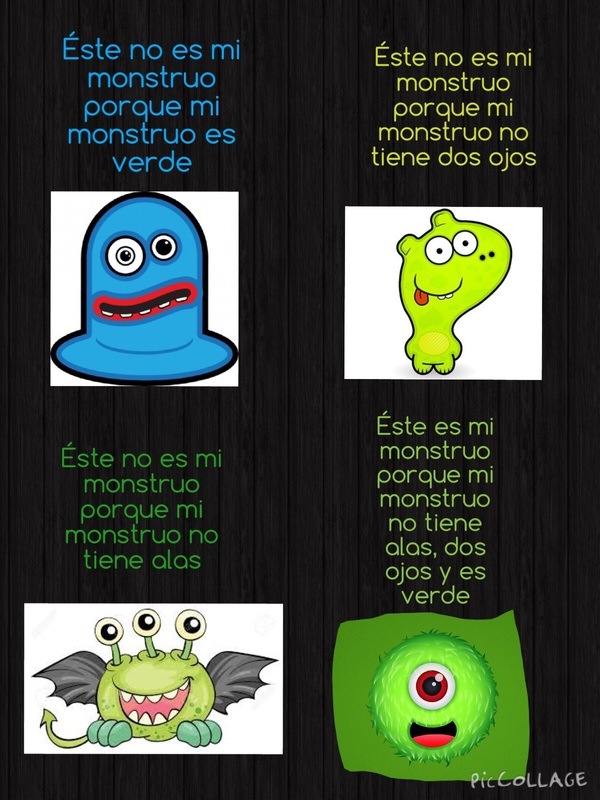 Éste no es mi
monstruo
porque mi
monstruo es
verde
Éste no es mi
monstruo
porque mi
monstruo no
tiene dos ojos
Éste no es mi
monstruo
porque mi
monstruo no
tiene alas
Éste es mi
monstruo
porque mi
monstruo
no tiene
alas, dos
ojos y es
verde
PicCOLLAGE